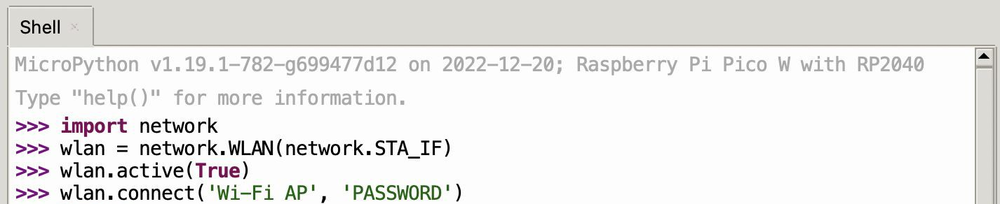 Shell
MicroPython v1.19.1-782-g699477d12 on 2022-12-20; Raspberry Pi Pico W with RP2040
Type "help()" for more information.
>>> import network
>>> wlan = network.WLAN(network.STA_IF)
>>> wlan.active(True)
>>> wlan.connect('Wi-Fi AP', 'PASSWORD')